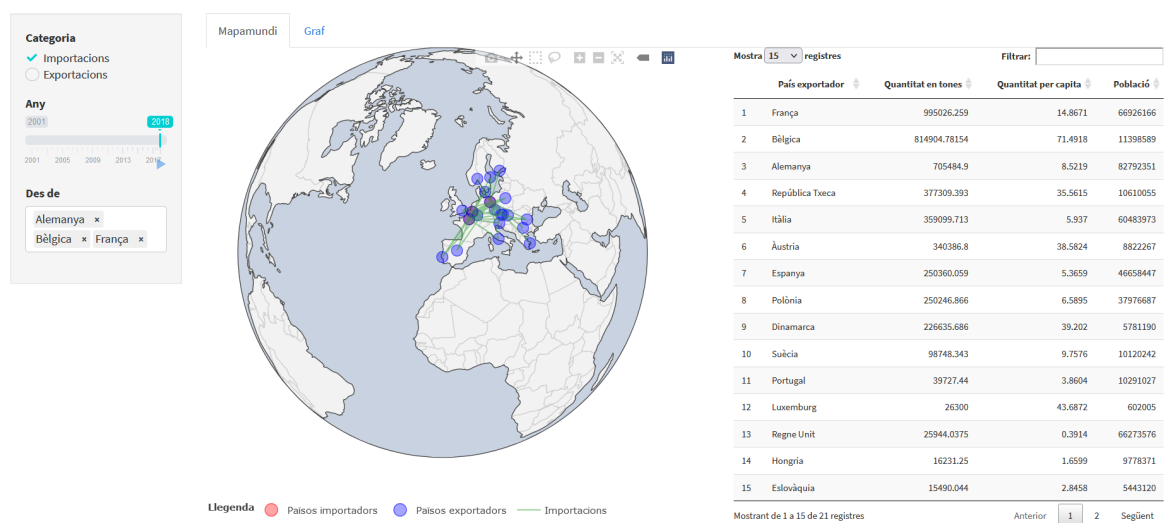 Categoria
Importacions
Exportacions
Any
2001
2018
2001 2005 2009 2013
Des de
Alemanya ×
Bèlgica × França ×
Mapamundi
Graf
Llegenda
Països importadors
Països exportadors
Importacions
Mostra 15 registres
Filtrar:
País exportador Quantitat en tones Quantitat per capita Població
1 França 995026.259 14.8671 66926166
2 Bèlgica 814904.78154 71.4918 11398589
3 Alemanya 705484.9 8.5219 82792351
4 República Txeca 377309.393 35.5615 10610055
5 Itàlia 359099.713 5.937 60483973
6 Àustria 340386.8 38.5824 8822267
7 Espanya 250360.059 5.3659 46658447
8 Polònia 250246.866 6.5895 37976687
9 Dinamarca 226635.686 39.202 5781190
10 Suècia 98748.343 9.7576 10120242
11 Portugal 39727.44 3.8604 10291027
12 Luxemburg 26300 43.6872 602005
13 Regne Unit 25944.0375 0.3914 66273576
14 Hongria 16231.25 1.6599 9778371
15 Eslovàquia 15490.044 2.8458 5443120
Mostrant de 1 a 15 de 21 registres
Anterior 1 2 Següent